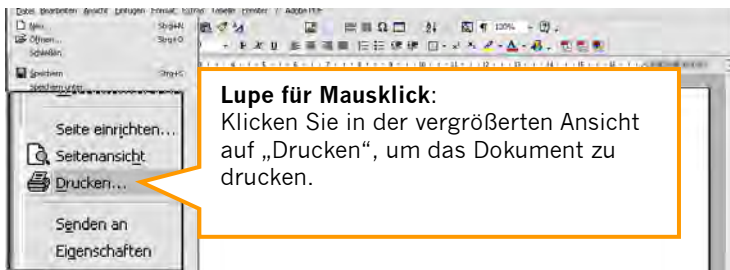 Datei Bearbeiten Ansicht Einfügen Format Extras Tabelle Fenster ? Adobe PDF
Neu... Strg+N
Öffnen... Strg+O
Schließen
Speichern Strg+S
Speichern unter...
Seite einrichten...
Seitenansicht
Drucken...
Senden an
Eigenschaften
Lupe für Mausklick:
Klicken Sie in der vergrößerten Ansicht
auf „Drucken“, um das Dokument zu
drucken.